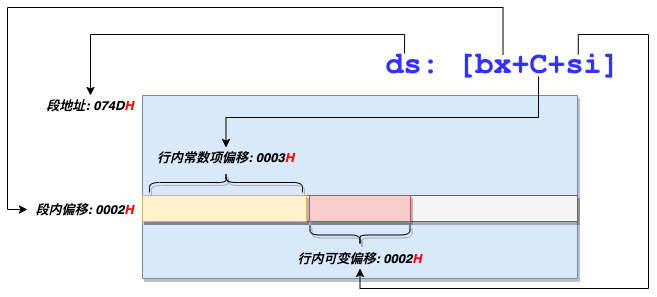 ds: [bx+C+si]
段地址: 074DH
行内常数项偏移: 0003H
段内偏移: 0002H
行内可变偏移: 0002H